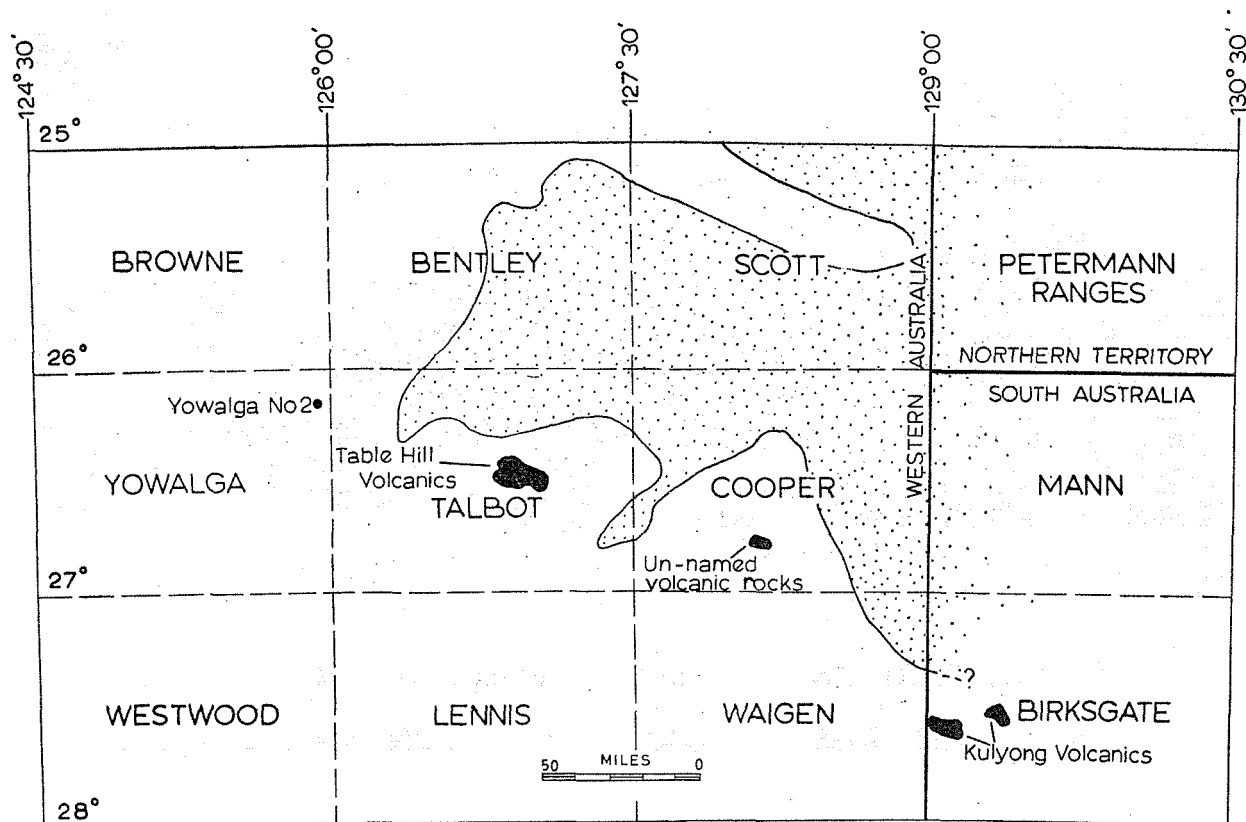 124°30'
126°00'
127°30'
129°00'
130°30'
25°
BROWNE
BENTLEY
SCOTT
PETERMANN
RANGES
WESTERN AUSTRALIA
NORTHERN TERRITORY
26°
SOUTH AUSTRALIA
Yowalga No2
Table Hill
Volcanics
YOWALGA
TALBOT
COOPER
MANN
Un-named
volcanic rocks
27°
?
WESTWOOD
LENNIS
WAIGEN
BIRKSGATE
Kulyong Volcanics
50 MILES 0
28°